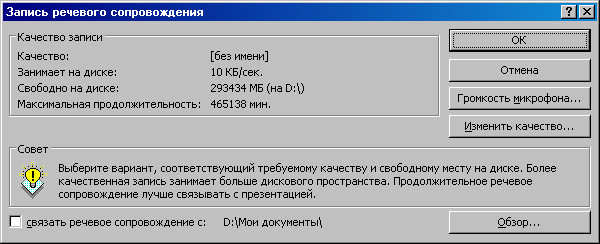 Запись речевого сопровождения
Качество записи
Качество: [без имени]
Занимает на диске: 10 КБ/сек.
Свободно на диске: 293434 МБ (на D:\)
Максимальная продолжительность: 465138 мин.
ОК
Отмена
Громкость микрофона...
Изменить качество...
Совет
Выберите вариант, соответствующий требуемому качеству и свободному месту на диске. Более
качественная запись занимает больше дискового пространства. Продолжительное речевое
сопровождение лучше связывать с презентацией.
связать речевое сопровождение с: D:\Мои документы\
Обзор...